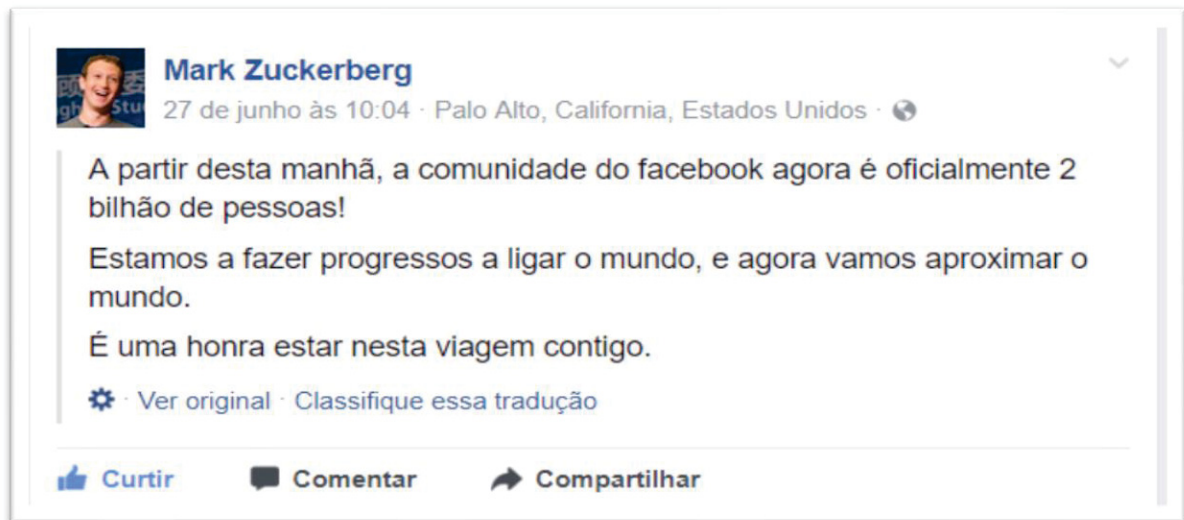 Mark Zuckerberg
27 de junho às 10:04 · Palo Alto, California, Estados Unidos ·
A partir desta manhã, a comunidade do facebook agora é oficialmente 2
bilhão de pessoas!
Estamos a fazer progressos a ligar o mundo, e agora vamos aproximar o
mundo.
É uma honra estar nesta viagem contigo.
· Ver original · Classifique essa tradução
Curtir Comentar Compartilhar